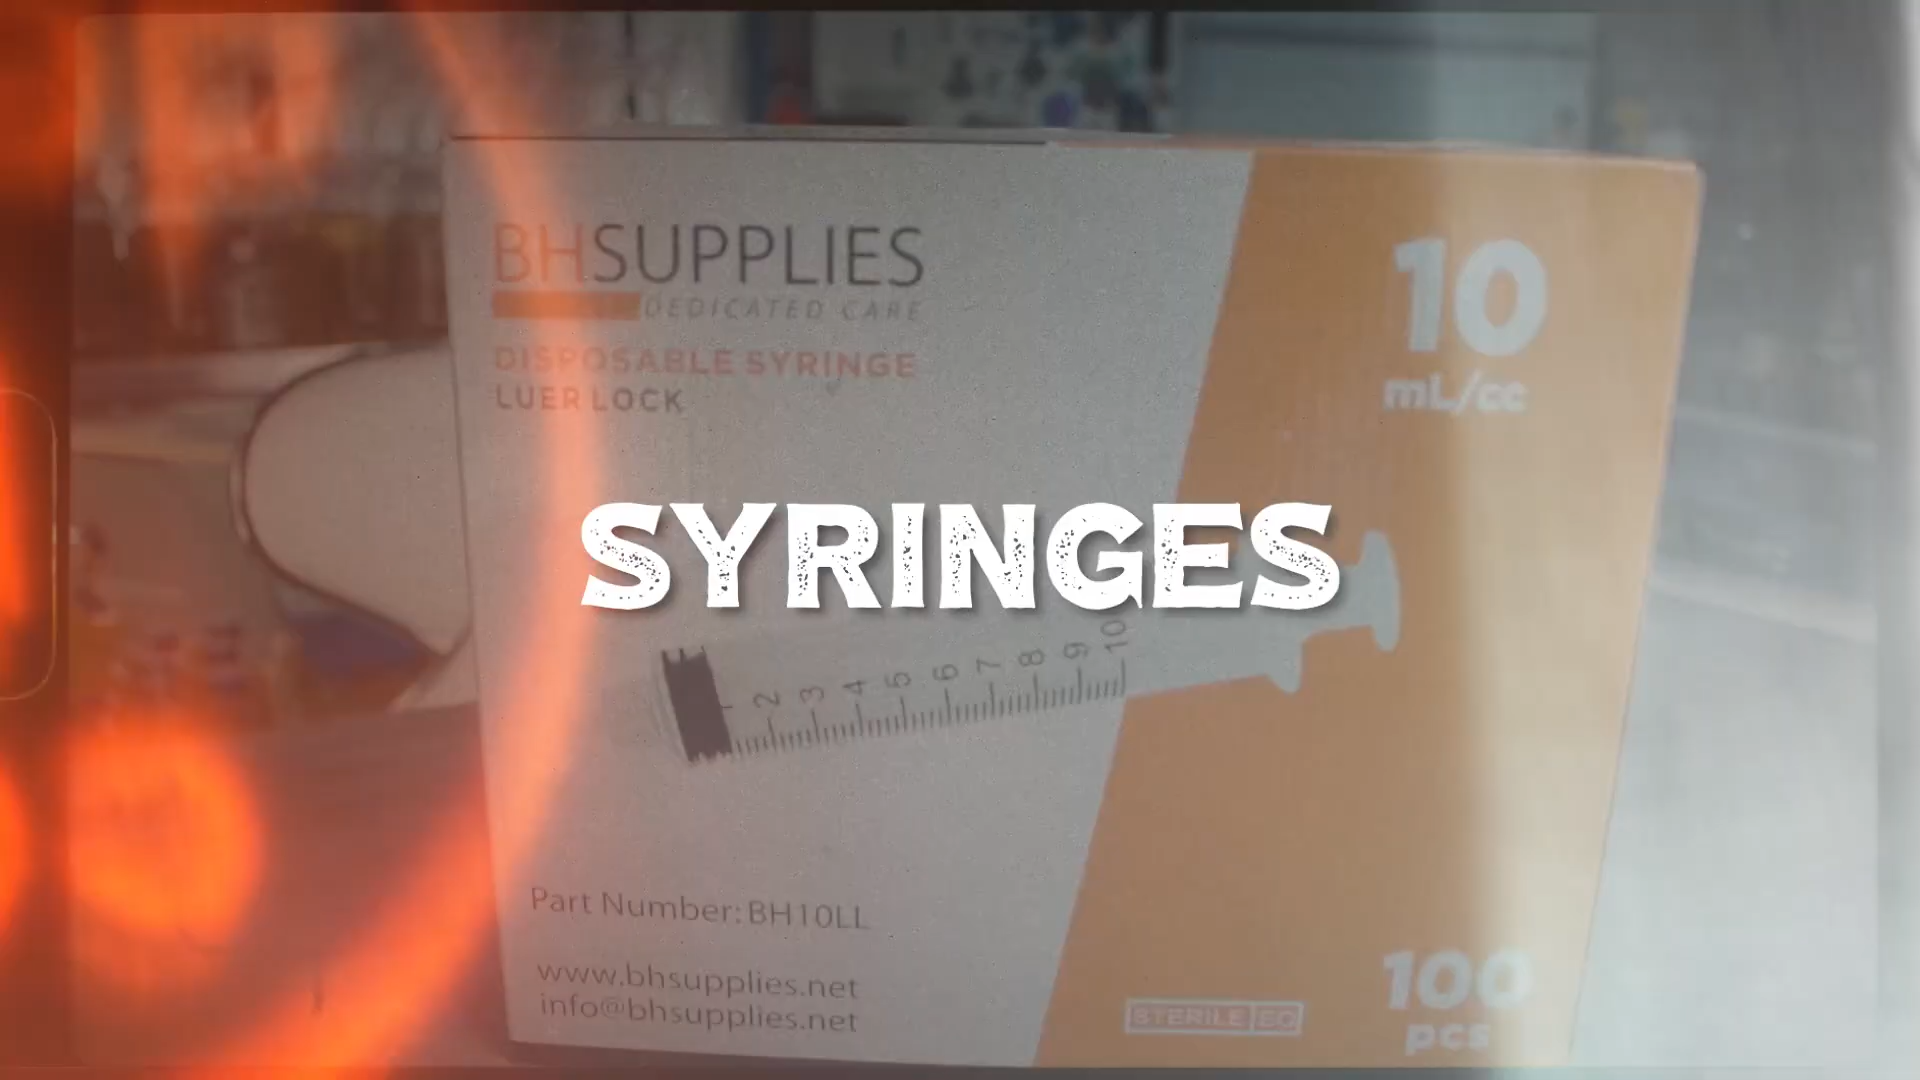 BHSUPPLIES
DEDICATED CARE
DISPOSABLE SYRINGE
LUER LOCK
10
mL/cc
SYRINGES
2 3 4 5 6 7 8 9 10
Part Number: BH10LL
www.bhsupplies.net
info@bhsupplies.net
STERILE EO
100
pcs